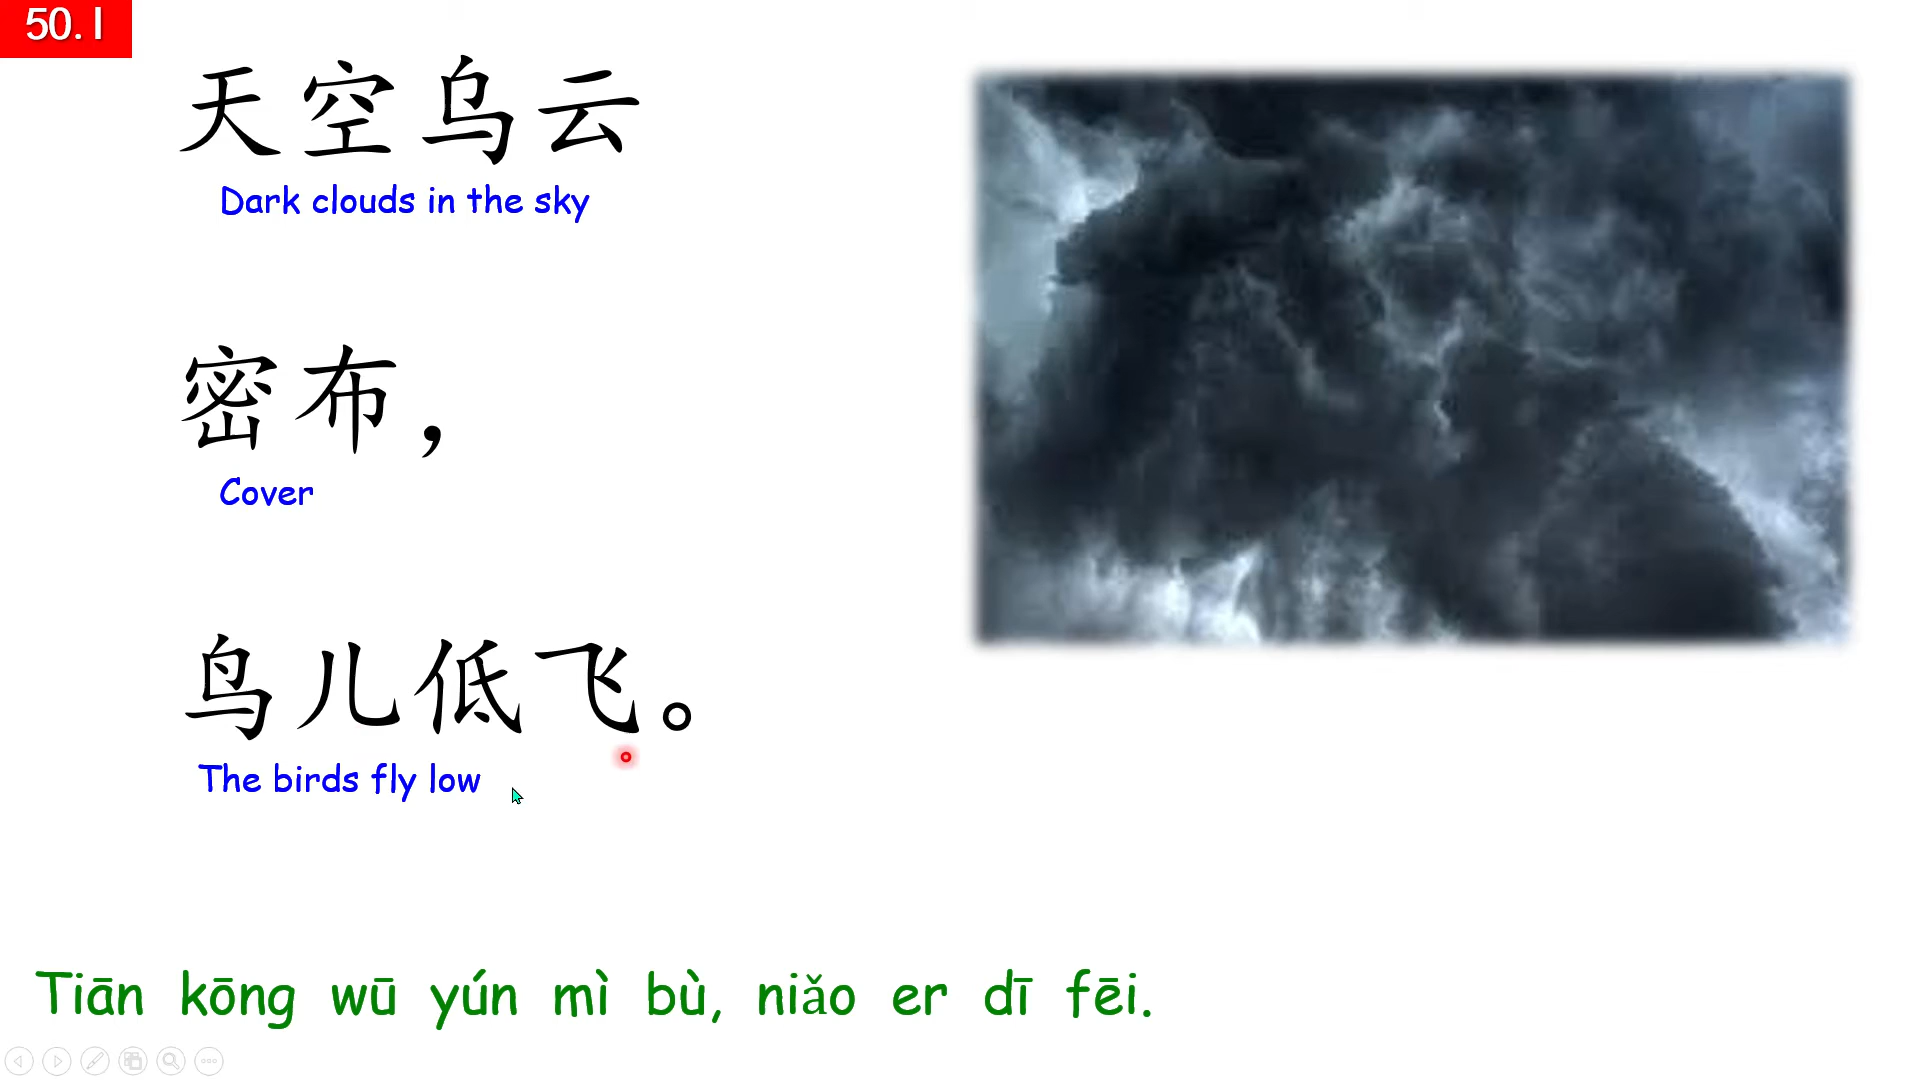 50.1
天空乌云
Dark clouds in the sky
密布，
Cover
鸟儿低飞。
The birds fly low
Tiān kōng wū yún mì bù, niǎo er dī fēi.